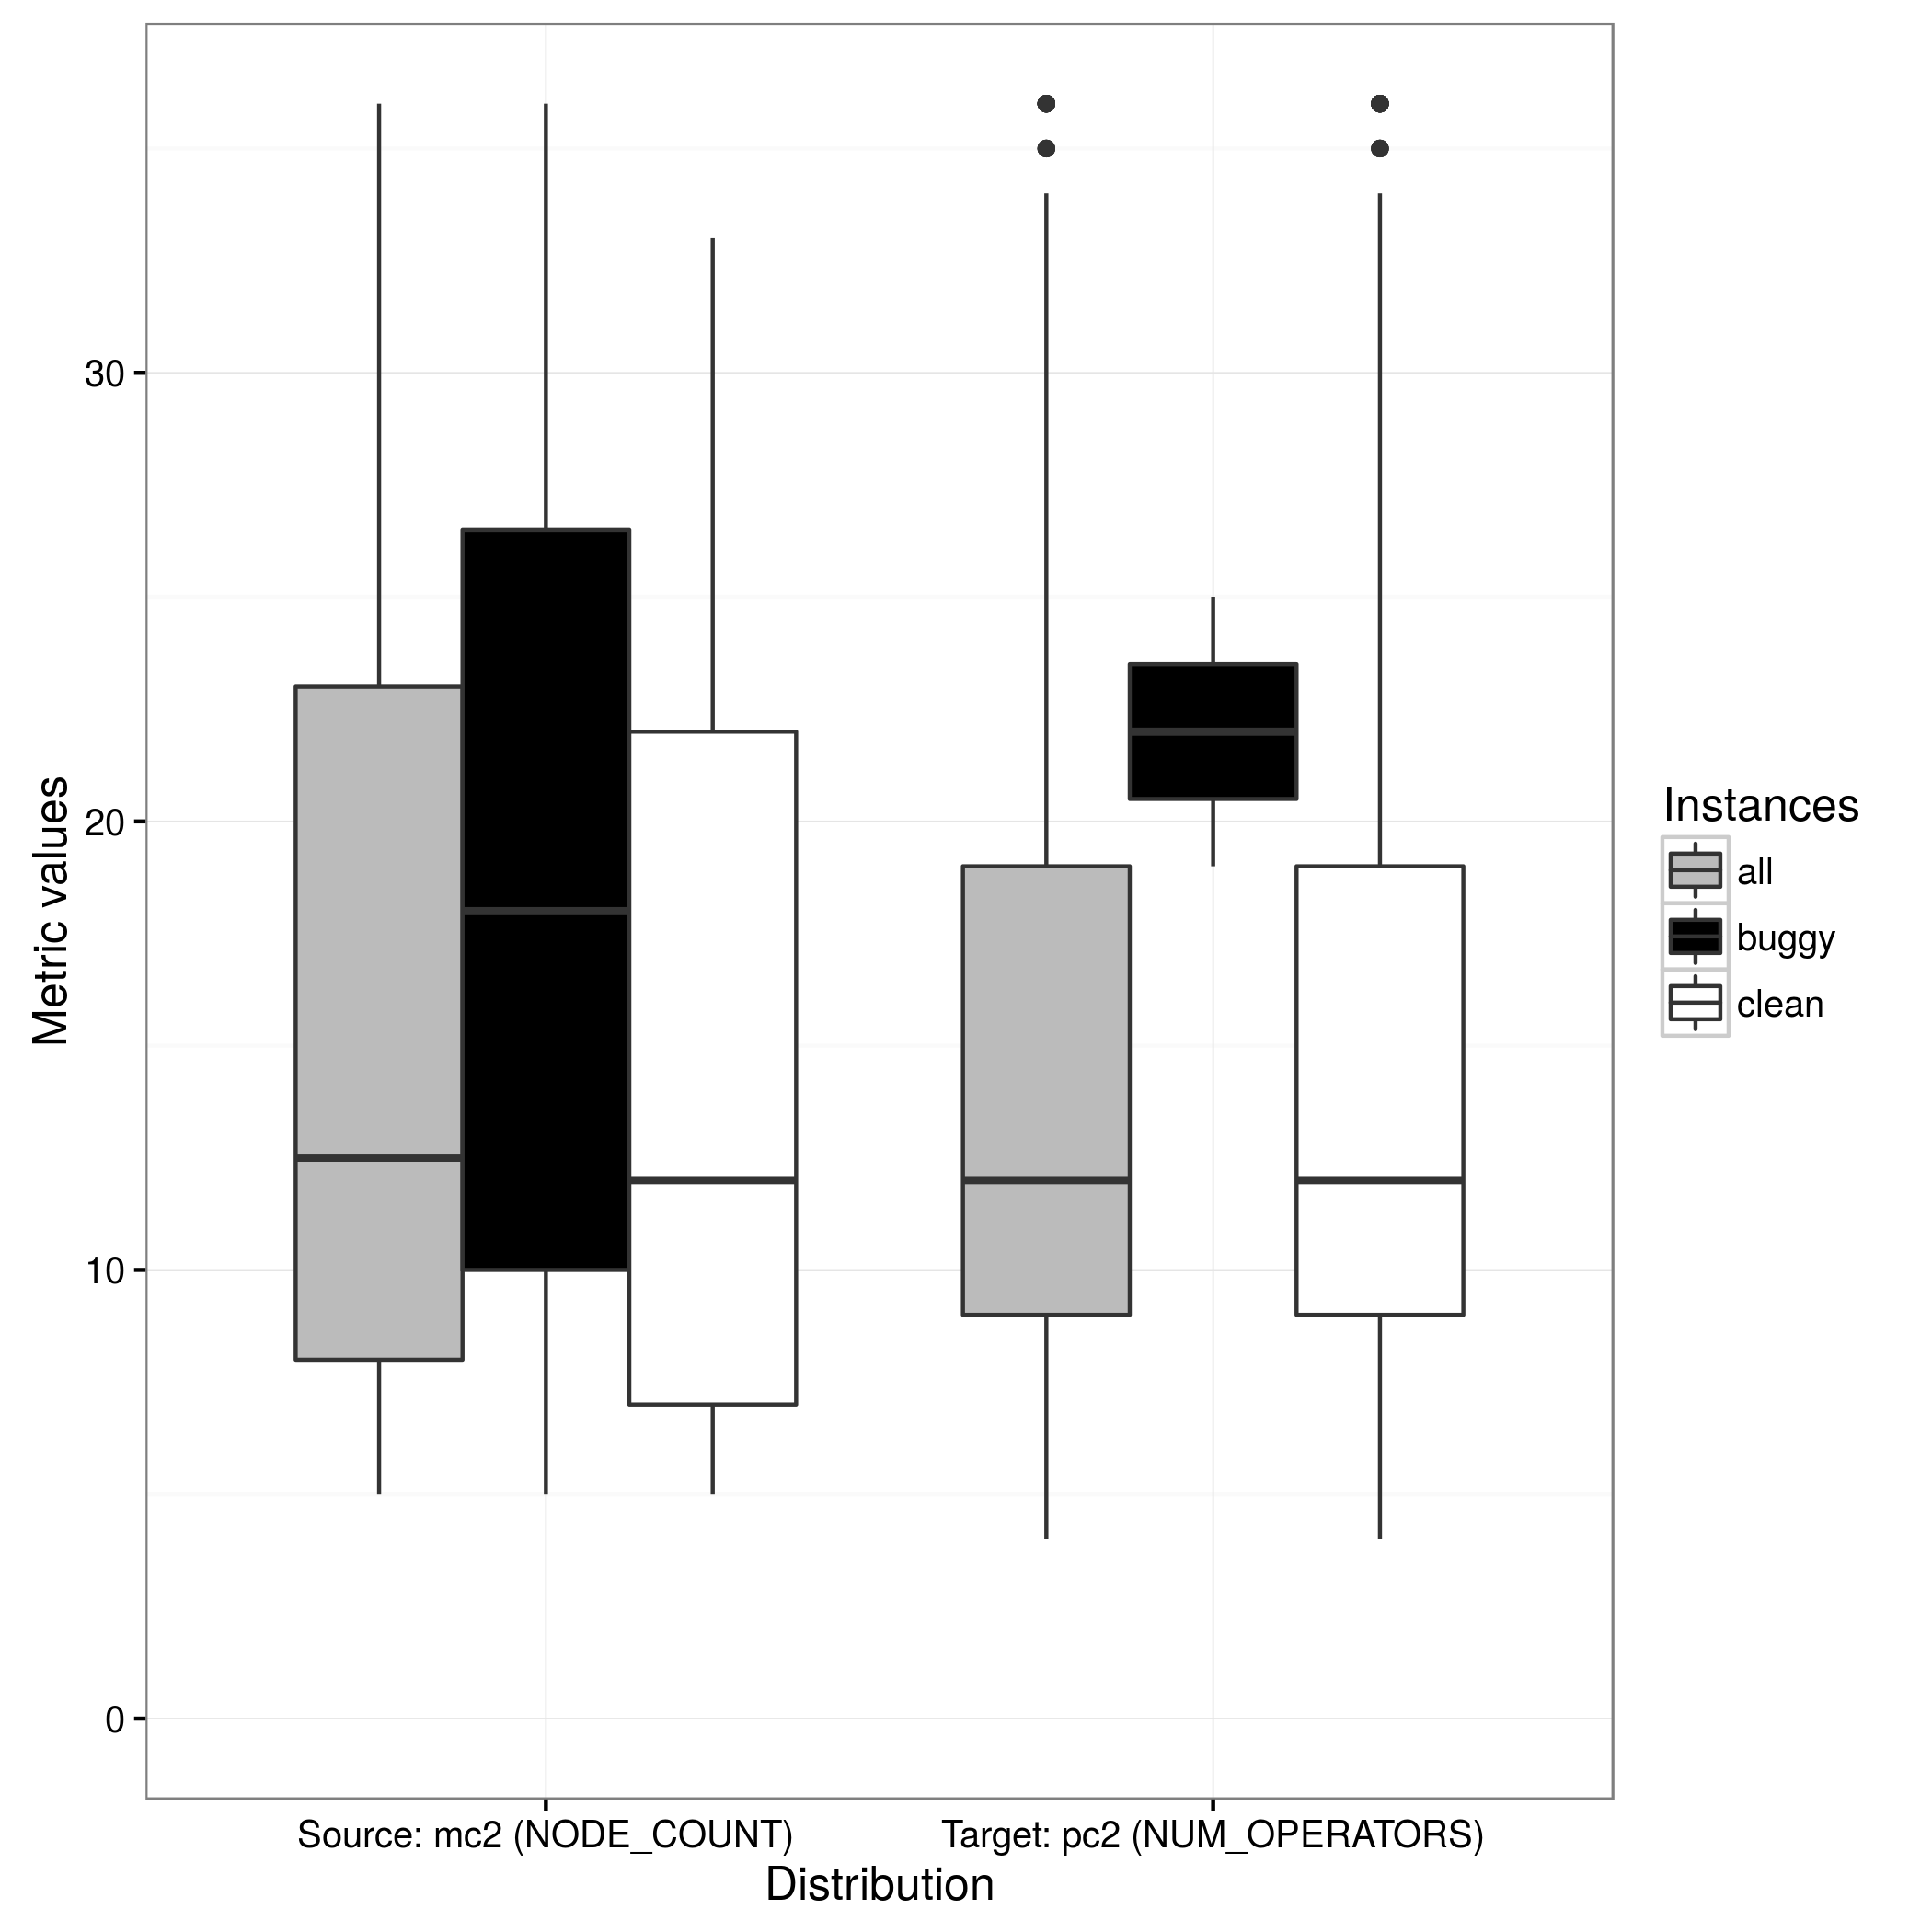 Metric values
30
20
10
0
Source: mc2 (NODE_COUNT)
Target: pc2 (NUM_OPERATORS)
Distribution
Instances
all
buggy
clean